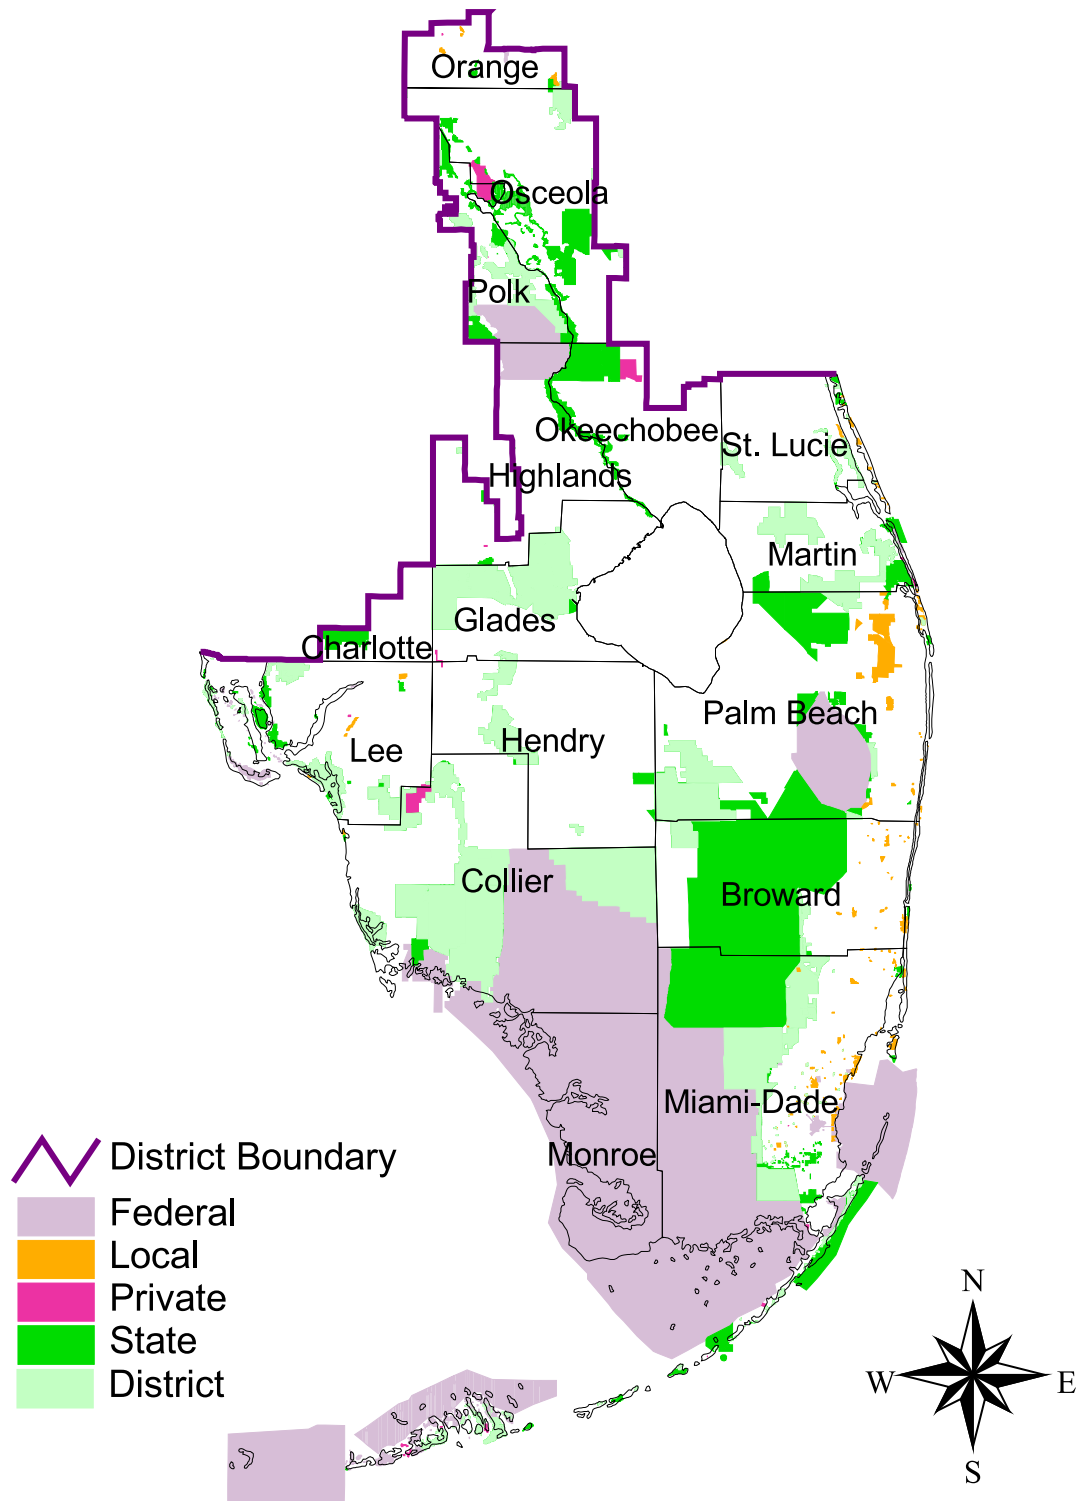 Orange
Osceola
Polk
Okeechobee
St. Lucie
Highlands
Martin
Glades
Charlotte
Palm Beach
Hendry
Lee
Collier
Broward
Miami-Dade
Monroe
District Boundary
Federal
Local
Private
State
District
N
W
E
S